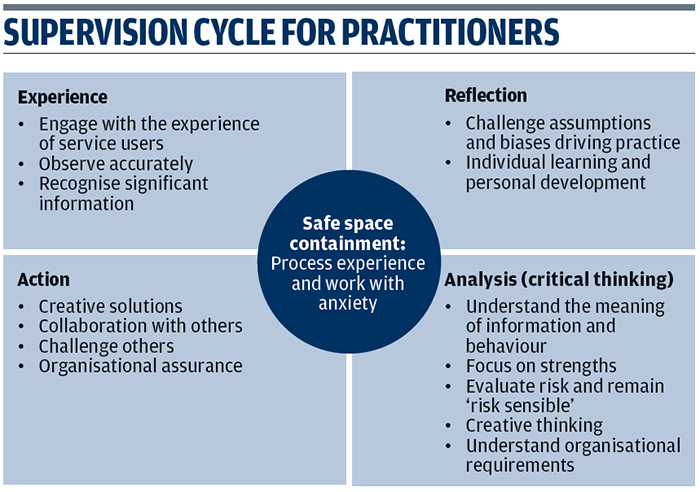 SUPERVISION CYCLE FOR PRACTITIONERS
Experience
• Engage with the experience
of service users
• Observe accurately
• Recognise significant
information
Reflection
• Challenge assumptions
and biases driving practice
• Individual learning and
personal development
Safe space
containment:
Process experience
and work with
anxiety
Action
• Creative solutions
• Collaboration with others
• Challenge others
• Organisational assurance
Analysis (critical thinking)
• Understand the meaning
of information and
behaviour
• Focus on strengths
• Evaluate risk and remain
‘risk sensible’
• Creative thinking
• Understand organisational
requirements